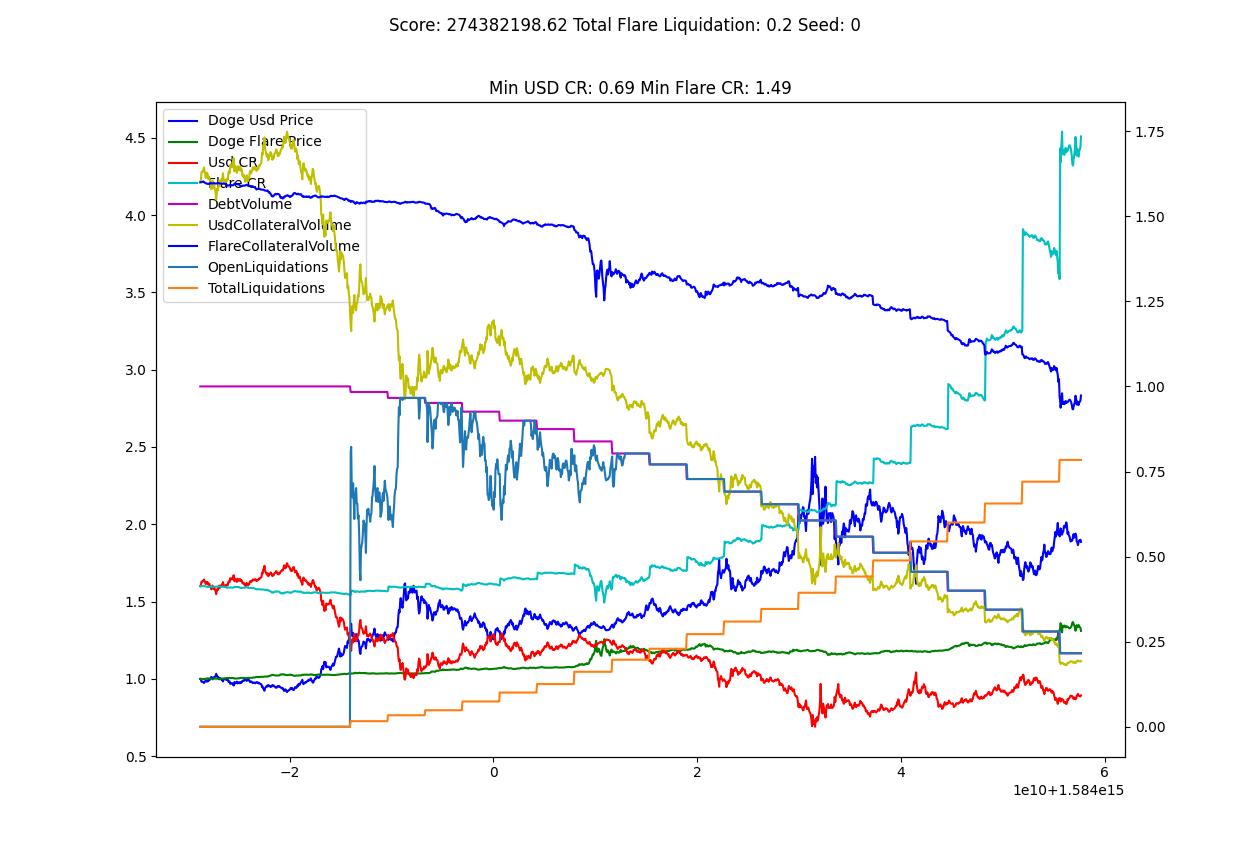 Score: 274382198.62 Total Flare Liquidation: 0.2 Seed: 0
Min USD CR: 0.69 Min Flare CR: 1.49
Doge Usd Price
Doge Flare Price
Usd CR
Flare CR
DebtVolume
UsdCollateralVolume
FlareCollateralVolume
OpenLiquidations
TotalLiquidations
4.5
4.0
3.5
3.0
2.5
2.0
1.5
1.0
0.5
1.75
1.50
1.25
1.00
0.75
0.50
0.25
0.00
−2
0
2
4
6
1e10+1.584e15